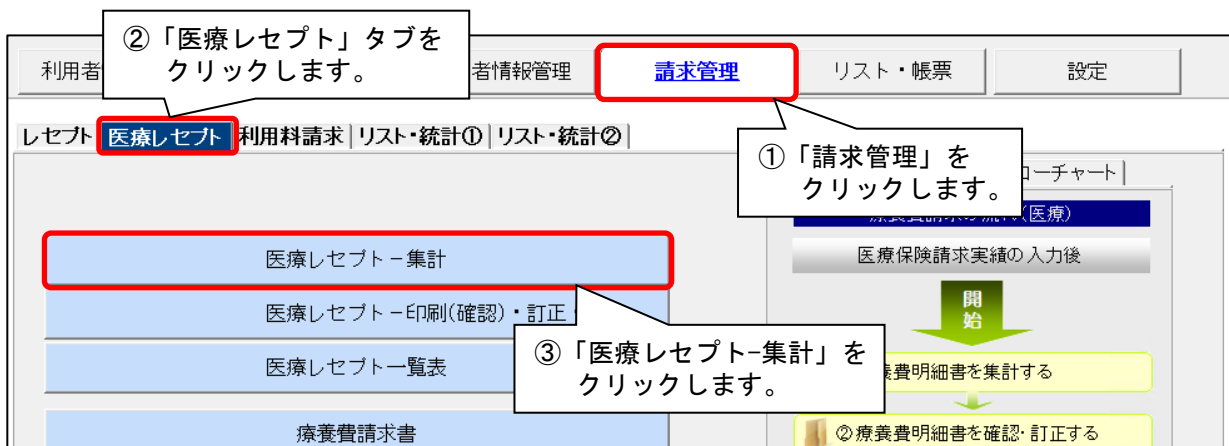 ②「医療レセプト」タブを
クリックします。
利用者
者情報管理
請求管理
リスト・帳票
設定
レセプト
医療レセプト
利用料請求
リスト・統計①
リスト・統計②
①「請求管理」を
クリックします。
ローチャート
(医療)
医療レセプト－集計
医療保険請求実績の入力後
医療レセプト－印刷(確認)・訂正
開
始
③「医療レセプト-集計」を
クリックします。
医療レセプト一覧表
養費明細書を集計する
療養費請求書
②療養費明細書を確認・訂正する